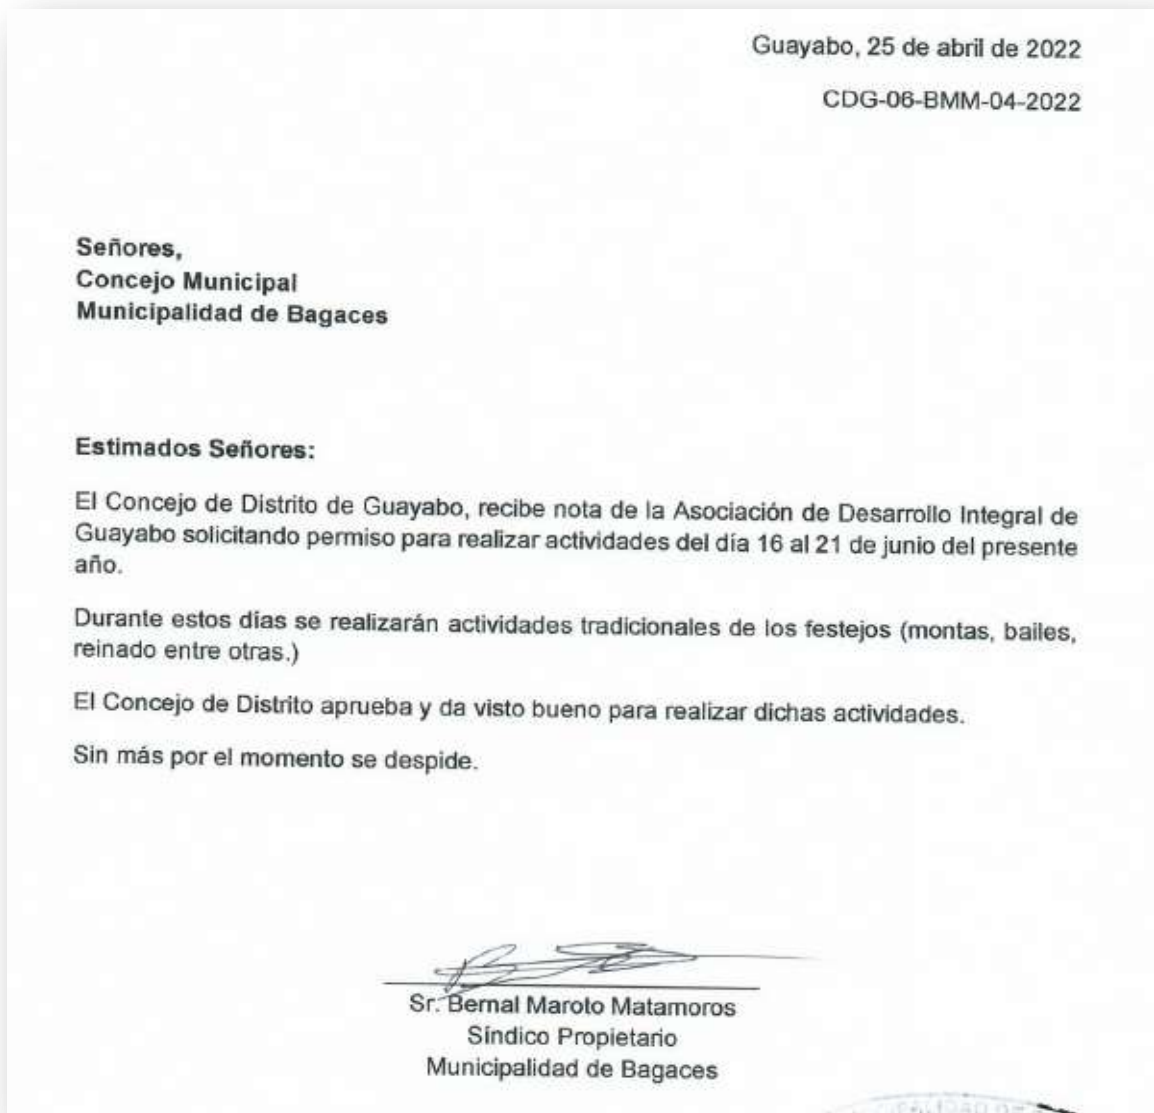 Guayabo, 25 de abril de 2022
CDG-06-BMM-04-2022
Señores,
Concejo Municipal
Municipalidad de Bagaces
Estimados Señores:
El Concejo de Distrito de Guayabo, recibe nota de la Asociación de Desarrollo Integral de
Guayabo solicitando permiso para realizar actividades del día 16 al 21 de junio del presente
año.
Durante estos días se realizarán actividades tradicionales de los festejos (montas, bailes,
reinado entre otras.)
El Concejo de Distrito aprueba y da visto bueno para realizar dichas actividades.
Sin más por el momento se despide.
Sr. Bernal Maroto Matamoros
Síndico Propietario
Municipalidad de Bagaces